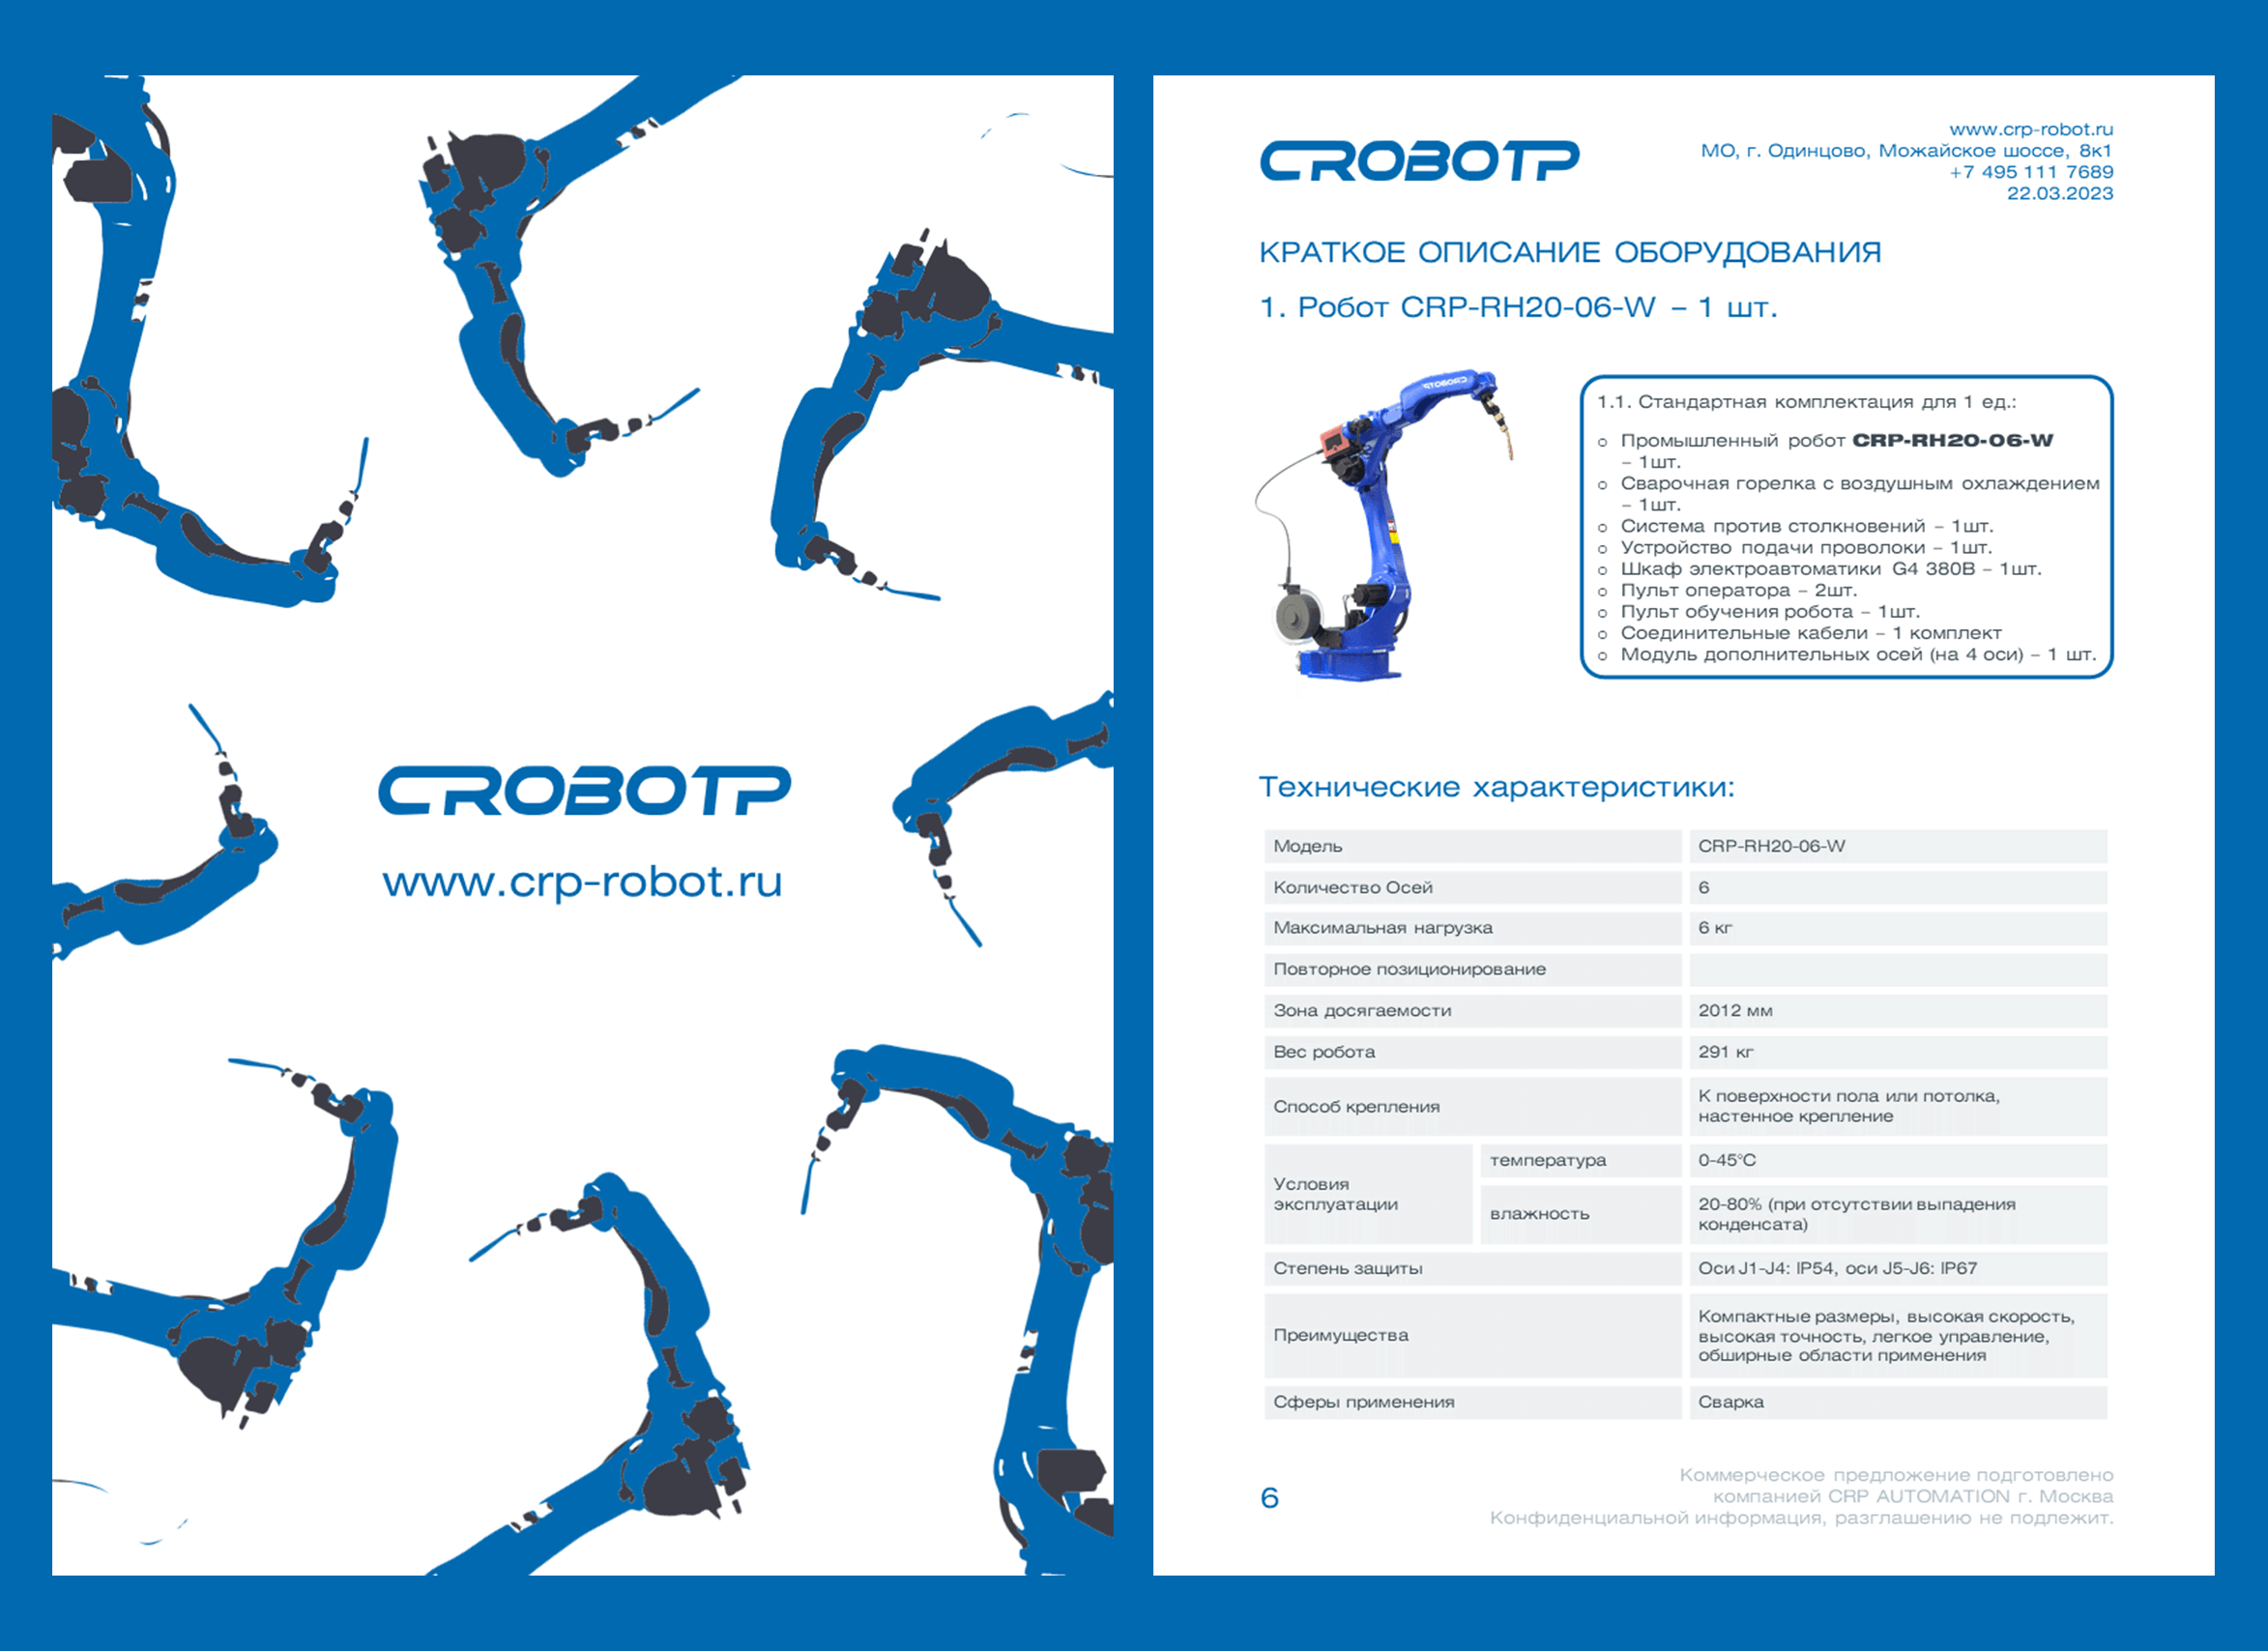 CROBOTP
www.crp-robot.ru
CROBOTP
www.crp-robot.ru
МО, г. Одинцово, Можайское шоссе, 8к1
+7 495 111 7689
22.03.2023
КРАТКОЕ ОПИСАНИЕ ОБОРУДОВАНИЯ
1. Робот CRP-RH20-06-W – 1 шт.
CROBOTP
1.1. Стандартная комплектация для 1 ед.:
o Промышленный робот CRP-RH20-06-W
– 1шт.
o Сварочная горелка с воздушным охлаждением
– 1шт.
o Система против столкновений – 1шт.
o Устройство подачи проволоки – 1шт.
o Шкаф электроавтоматики G4 380В – 1шт.
o Пульт оператора – 2шт.
o Пульт обучения робота – 1шт.
o Соединительные кабели – 1 комплект
o Модуль дополнительных осей (на 4 оси) – 1 шт.
Технические характеристики:
Модель CRP-RH20-06-W
Количество Осей 6
Максимальная нагрузка 6 кг
Повторное позиционирование
Зона досягаемости 2012 мм
Вес робота 291 кг
Способ крепления
К поверхности пола или потолка,
настенное крепление
Условия
эксплуатации
температура 0-45°C
влажность
20-80% (при отсутствии выпадения
конденсата)
Степень защиты Оси J1-J4: IP54, оси J5-J6: IP67
Преимущества
Компактные размеры, высокая скорость,
высокая точность, легкое управление,
обширные области применения
Сферы применения Сварка
6
Коммерческое предложение подготовлено
компанией CRP AUTOMATION г. Москва
Конфиденциальной информация, разглашению не подлежит.